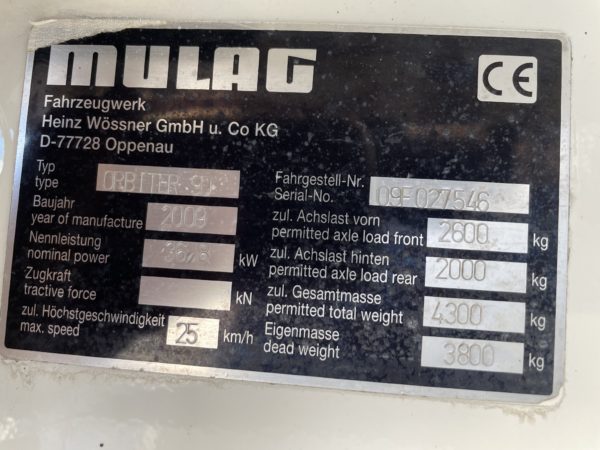 MULAG
CE
Fahrzeugwerk
Heinz Wössner GmbH u. Co KG
D-77728 Oppenau
Typ
type ORBITER
Baujahr
year of manufacture 2009
Nennleistung
nominal power kW
Zugkraft
tractive force kN
zul. Höchstgeschwindigkeit
max. speed 25 km/h
Fahrgestell-Nr.
Serial-No. 09F027546
zul. Achslast vorn
permitted axle load front 2600 kg
zul. Achslast hinten
permitted axle load rear 2000 kg
zul. Gesamtmasse
permitted total weight 4300 kg
Eigenmasse
dead weight 3800 kg